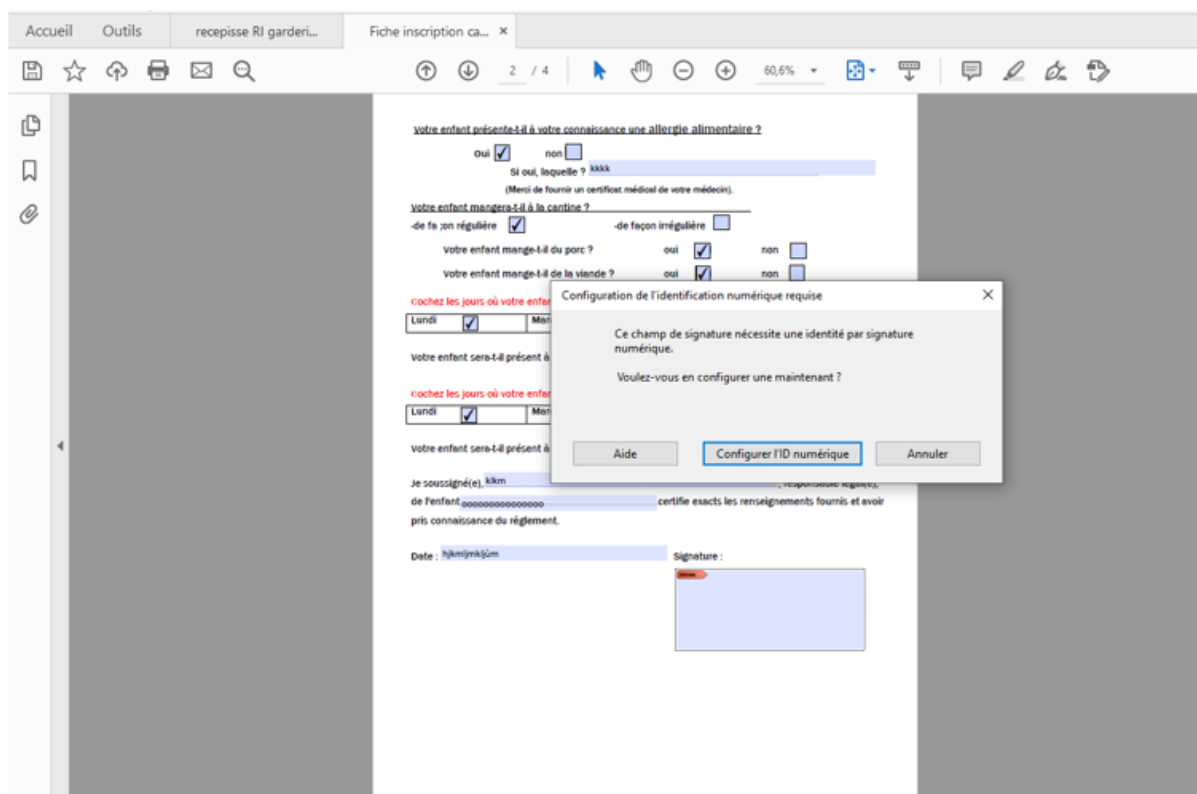 Accueil Outils recepisse RI garderi... Fiche inscription ca... ×
2 / 4 60,6%
Votre enfant présente-t-il à votre connaissance une allergie alimentaire ?
Oui non
Si oui, laquelle ? kkkk
(Merci de fournir un certificat médical de votre médecin).
Votre enfant mangera-t-il à la cantine ?
-de fa çon régulière -de façon irrégulière
Votre enfant mange-t-il du porc ? oui non
Votre enfant mange-t-il de la viande ? oui non
Configuration de l'identification numérique requise
Ce champ de signature nécessite une identité par signature
numérique.
Voulez-vous en configurer une maintenant ?
Aide Configurer l'ID numérique Annuler
Cochez les jours où votre enfan
Lundi Mar
Votre enfant sera-t-il présent à
Cochez les jours où votre enfan
Lundi Mar
Votre enfant sera-t-il présent à
Je soussigné(e), klkm , responsable légal(e),
de l'enfant ooooooooooooooo certifie exacts les renseignements fournis et avoir
pris connaissance du règlement.
Date : hjkmljmkljùm Signature :